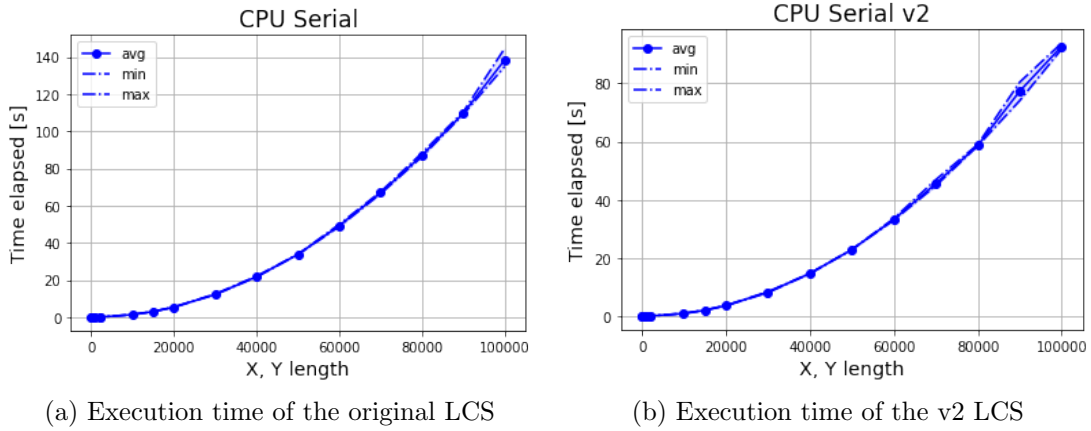 CPU Serial
140
120
100
80
60
40
20
0
Time elapsed [s]
avg
min
max
0 20000 40000 60000 80000 100000
X, Y length
(a) Execution time of the original LCS
CPU Serial v2
80
60
40
20
0
Time elapsed [s]
avg
min
max
0 20000 40000 60000 80000 100000
X, Y length
(b) Execution time of the v2 LCS